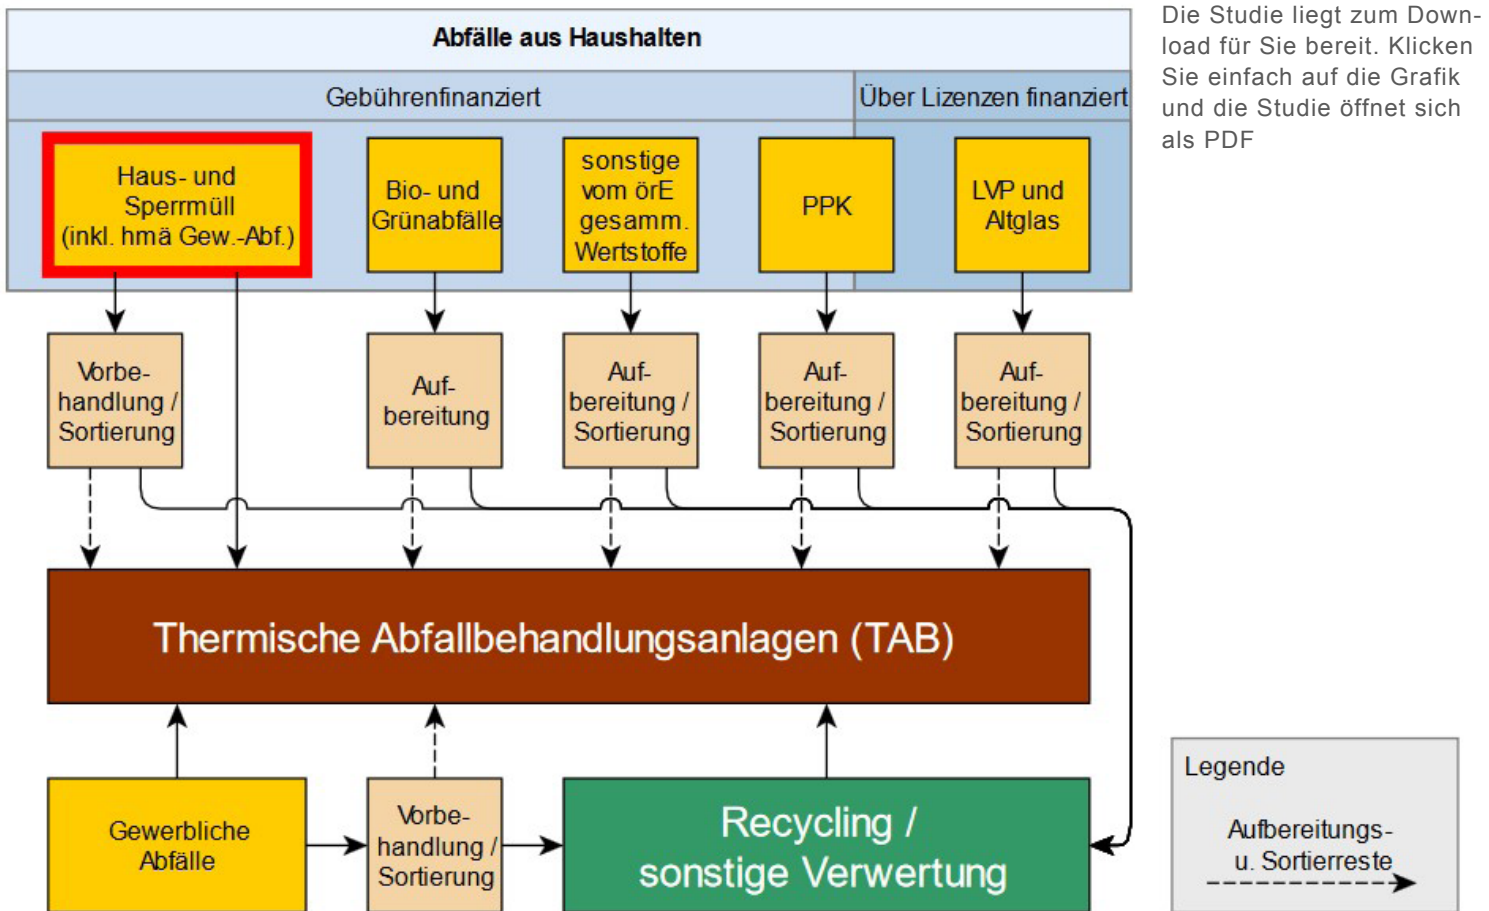 Abfälle aus Haushalten
Gebührenfinanziert
Über Lizenzen finanziert
Haus- und
Sperrmüll
(inkl. hmä Gew.-Abf.)
Bio- und
Grünabfälle
sonstige
vom örE
gesamm.
Wertstoffe
PPK
LVP und
Altglas
Die Studie liegt zum Down-
load für Sie bereit. Klicken
Sie einfach auf die Grafik
und die Studie öffnet sich
als PDF
Vorbe-
handlung /
Sortierung
Auf-
bereitung
Auf-
bereitung /
Sortierung
Auf-
bereitung /
Sortierung
Auf-
bereitung /
Sortierung
Thermische Abfallbehandlungsanlagen (TAB)
Gewerbliche
Abfälle
Vorbe-
handlung /
Sortierung
Recycling /
sonstige Verwertung
Legende
Aufbereitungs-
u. Sortierreste